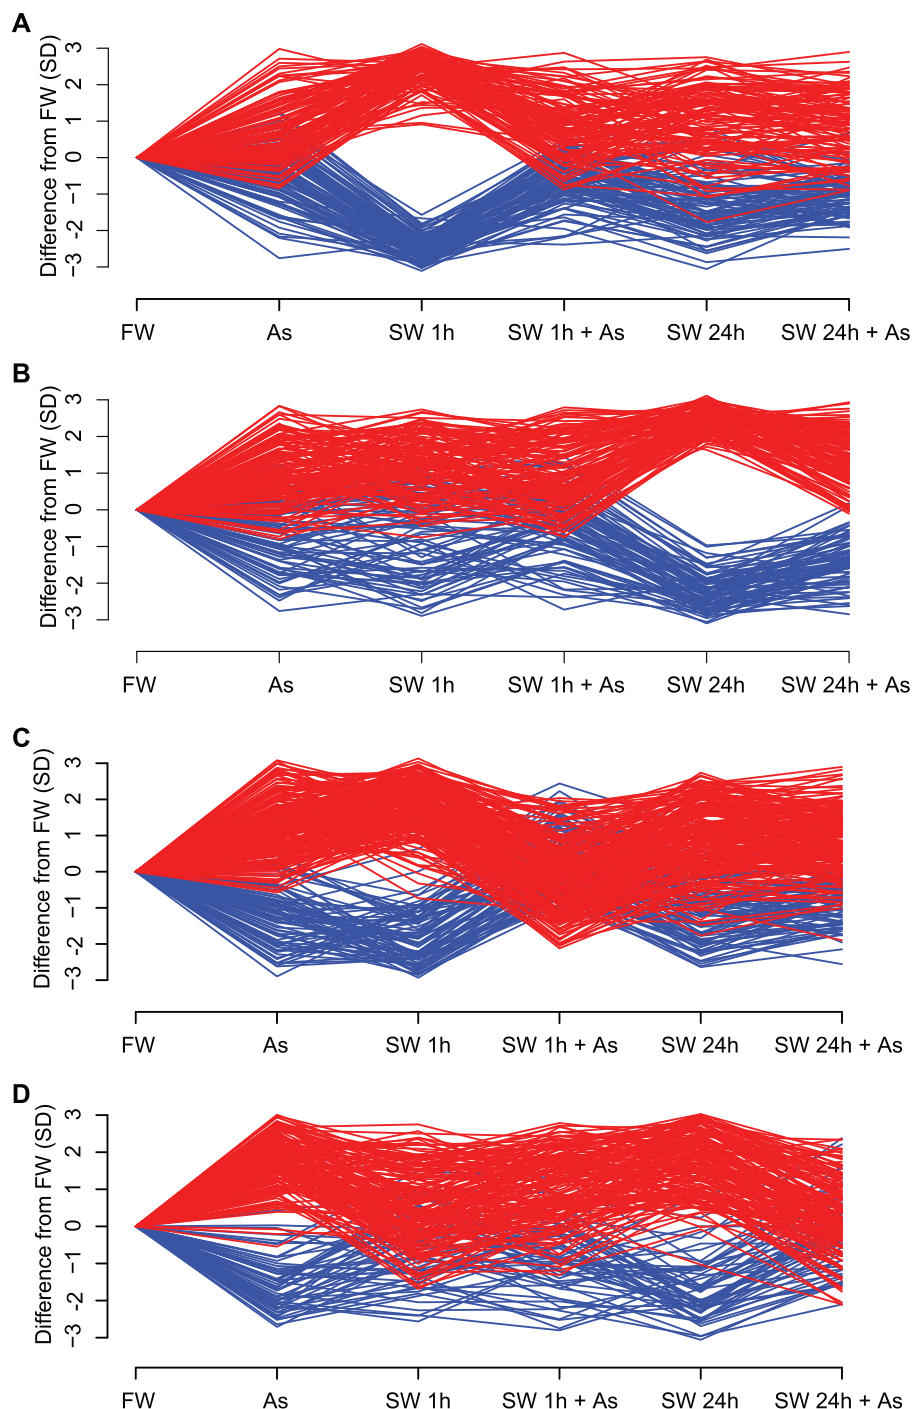 A
Difference from FW (SD)
3
2
1
0
−1
−2
−3
FW As SW 1h SW 1h + As SW 24h SW 24h + As
B
Difference from FW (SD)
3
2
1
0
−1
−2
−3
FW As SW 1h SW 1h + As SW 24h SW 24h + As
C
Difference from FW (SD)
3
2
1
0
−1
−2
−3
FW As SW 1h SW 1h + As SW 24h SW 24h + As
D
Difference from FW (SD)
3
2
1
0
−1
−2
−3
FW As SW 1h SW 1h + As SW 24h SW 24h + As